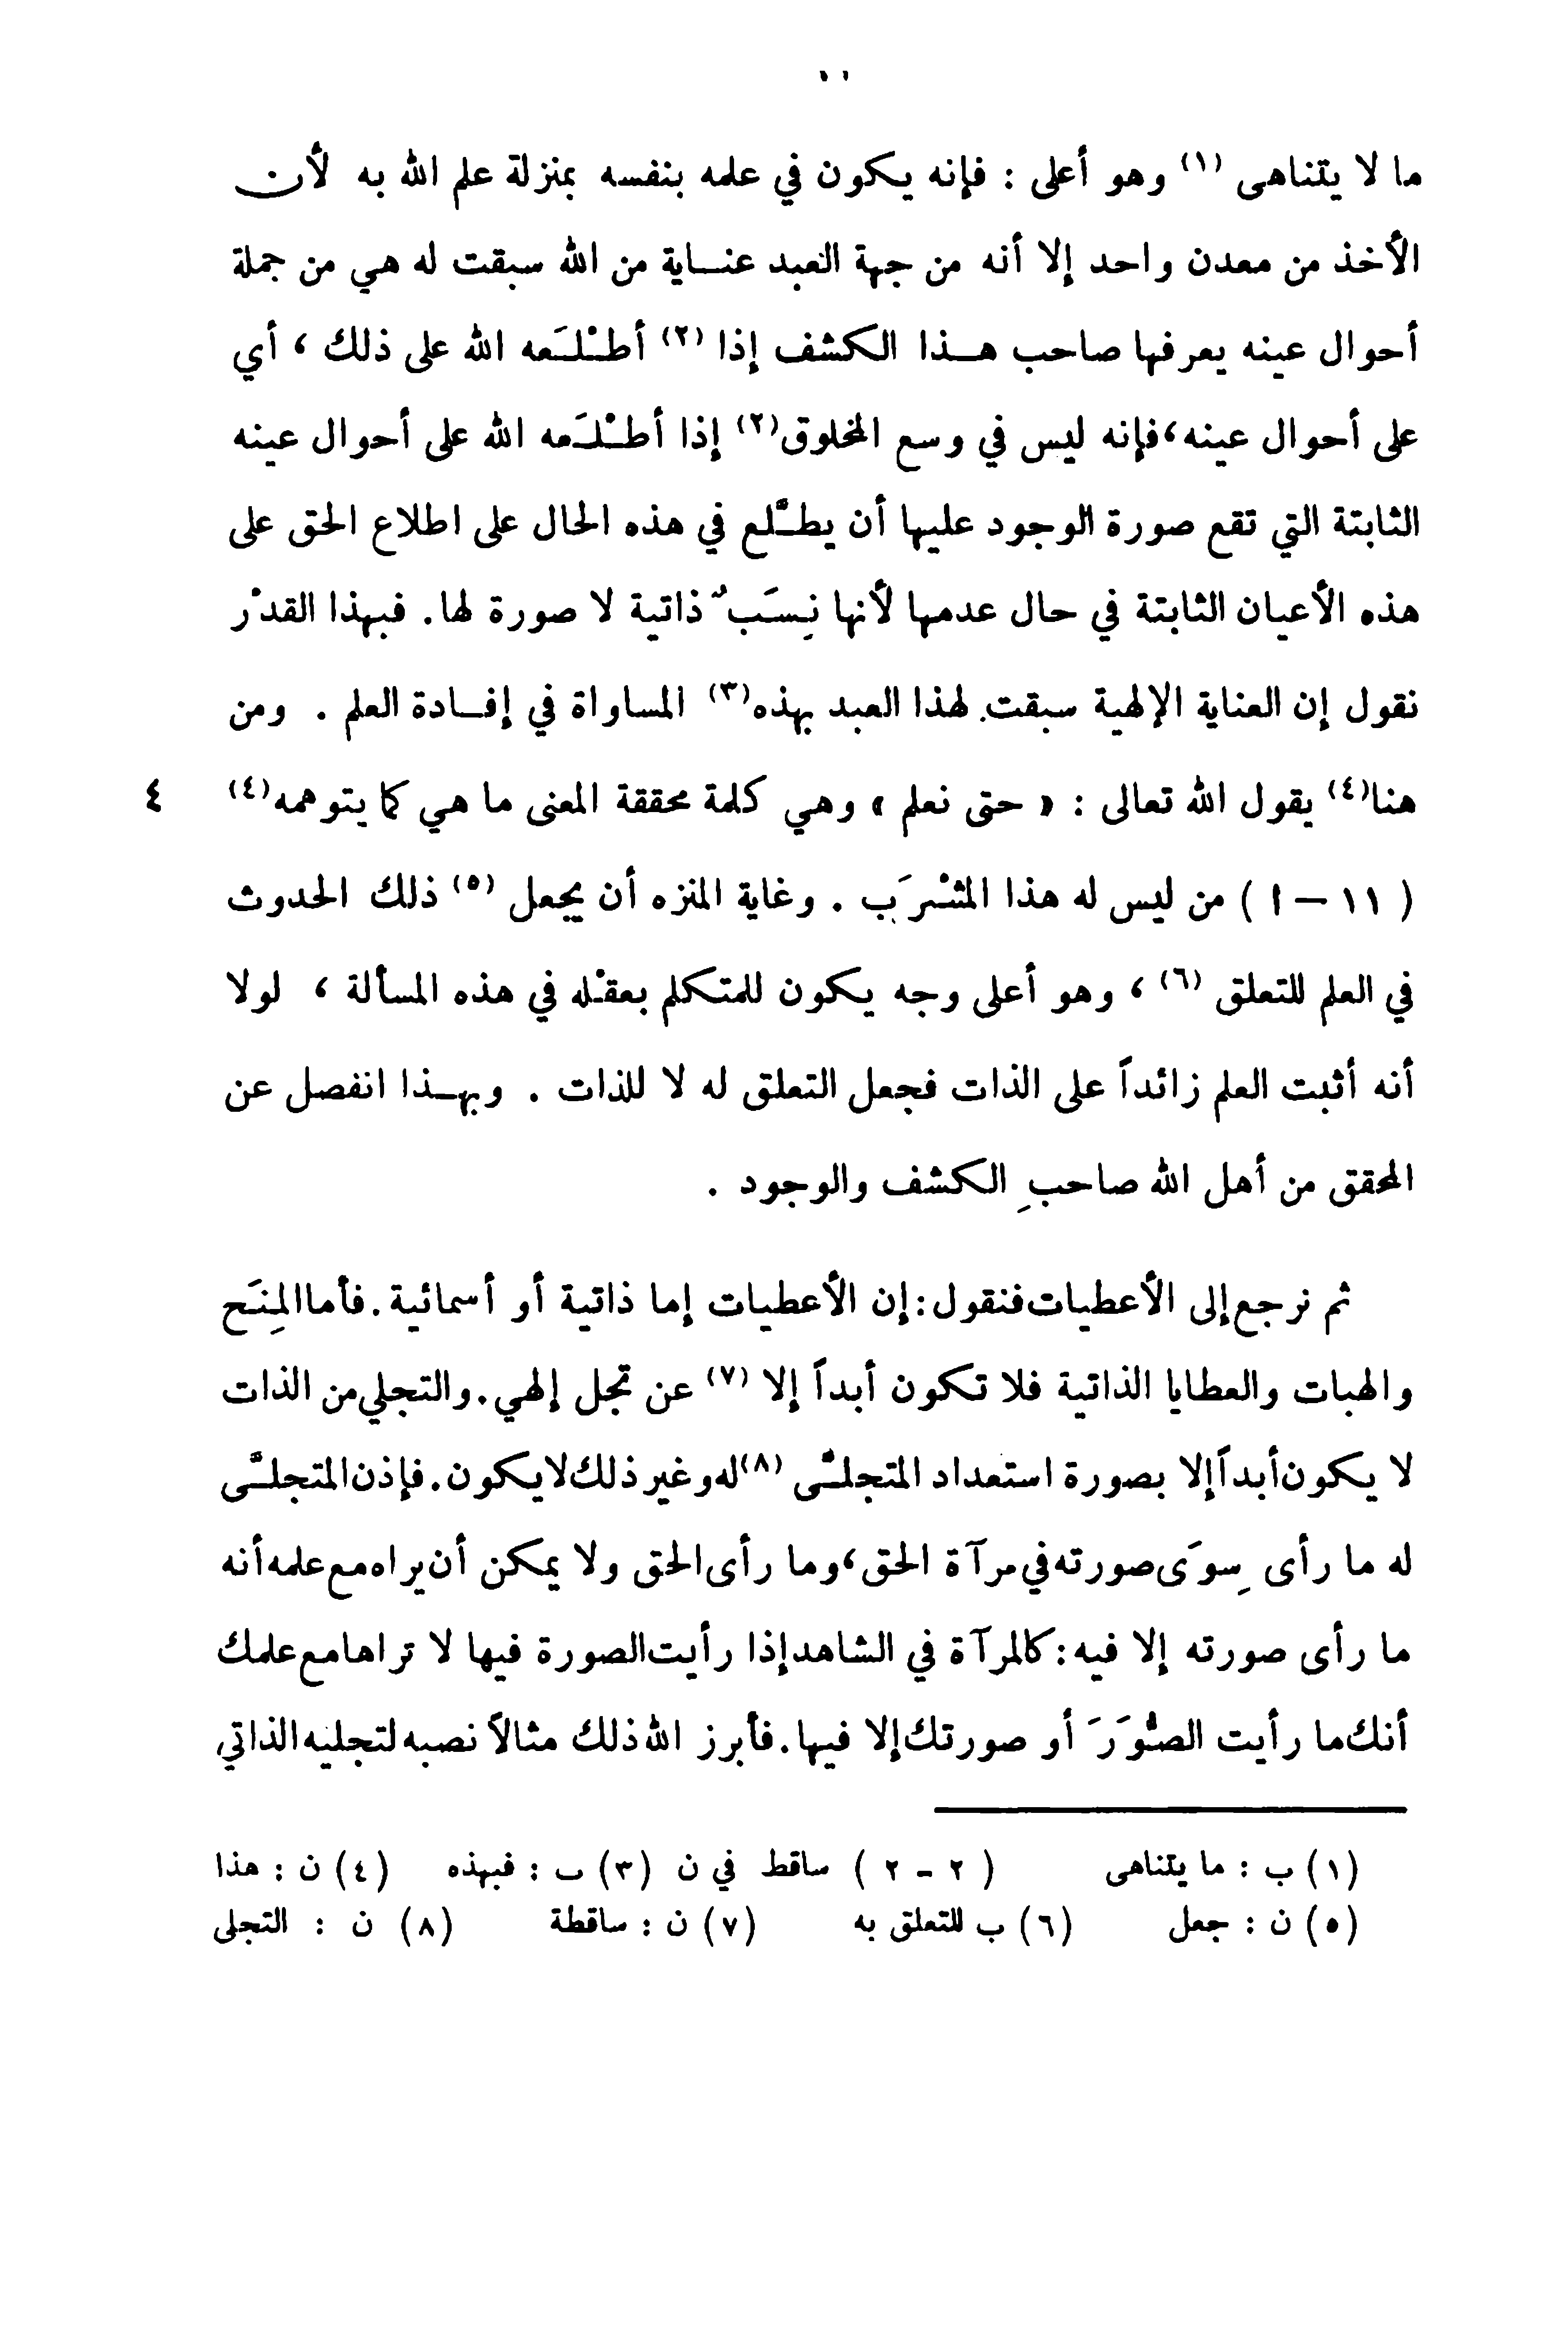 ما لا يتناهى (١) وهو أعلى : فإنه يكون في علمه بنفسه بمنزلة علم الله به لأن
الأخذ من معدن واحد إلا أنه من جهة العبد عناية من الله سبقت له هي من جملة
أحوال عينه يعرفها صاحب هذا الكشف إذا (٢) أطْلَعه الله على ذلك ، أي
على أحوال عينه ، فإنه ليس في وسع المخلوق (٢) إذا أطْلَعه الله على أحوال عينه
الثابتة التي تقع صورة الوجود عليها أن يطَّلع في هذه الحال على اطلاع الحق على
هذه الأعيان الثابتة في حال عدمها لأنها نِسَبٌ ذاتية لا صورة لها. فبهذا القدْر
نقول إن العناية الإلهية سبقت لهذا العبد بهذه (٣) المساواة في إفادة العلم . ومن
هنا (٤) يقول الله تعالى : « حتى نعلم » وهي كلمة محققة المعنى ما هي كما يتوهمه (٤) ٤
( ١١ – ا ) من ليس له هذا المشْرَب . وغاية المنزه أن يجعل (٥) ذلك الحدوث
في العلم للتعلق (٦) ، وهو أعلى وجه يكون للمتكلم بعقْله في هذه المسألة ، لولا
أنه أثبت العلم زائداً على الذات فجعل التعلق له لا للذات . وبهذا انفصل عن
المحقق من أهل الله صاحبِ الكشف والوجود .
ثم نرجع إلى الأعطيات فنقول : إن الأعطيات إما ذاتية أو أسمائية . فأما المِنَح
والهبات والعطايا الذاتية فلا تكون أبداً إلا (٧) عن تجل إلهي . والتجلي من الذات
لا يكون أبداً إلا بصورة استعداد المتجلَّى (٨) له وغير ذلك لا يكون . فإذن المتجلَّى
له ما رأى سِوَى صورته في مرآة الحق ، وما رأى الحق ولا يمكن أن يراه مع علمه أنه
ما رأى صورته إلا فيه : كالمرآة في الشاهد إذا رأيت الصورة فيها لا تراها مع علمك
أنك ما رأيت الصُّوَرَ أو صورتك إلا فيها . فأبرز الله ذلك مثالاً نصبه لتجليه الذاتي
(١) ب : ما يتناهى (٢ - ٢) ساقط في ن (٣) ب : فبهذه (٤) ن : هذا
(٥) ن : جعل (٦) ب للتعلق به (٧) ن : ساقطة (٨) ن : التجلى